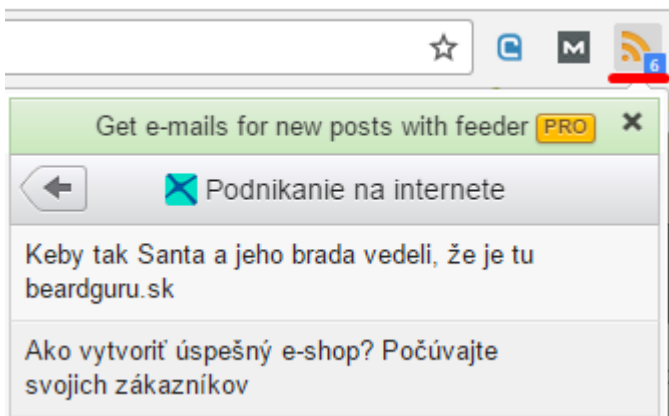 6
Get e-mails for new posts with feeder PRO
Podnikanie na internete
Keby tak Santa a jeho brada vedeli, že je tu
beardguru.sk
Ako vytvoriť úspešný e-shop? Počúvajte
svojich zákazníkov